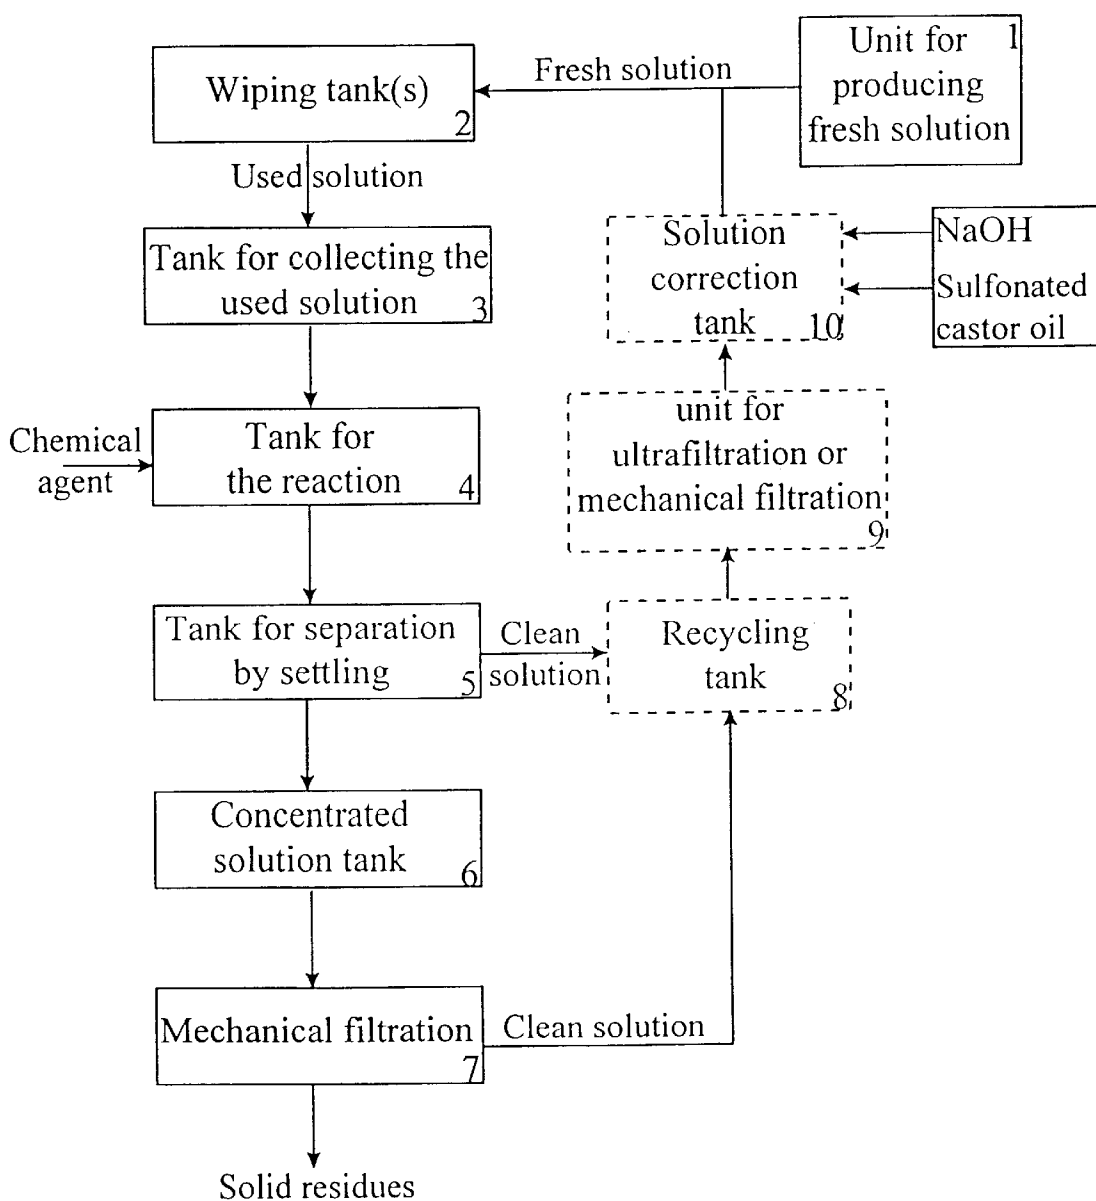 Wiping tank(s)
2
Fresh solution
Unit for
1
producing
fresh solution
Used solution
Tank for collecting the
used solution
3
Solution
correction
tank
10
NaOH
Sulfonated
castor oil
Chemical
agent
Tank for
the reaction
4
unit for
ultrafiltration or
mechanical filtration
9
Tank for separation
by settling
5
Clean
solution
Recycling
tank
8
Concentrated
solution tank
6
Mechanical filtration
7
Clean solution
Solid residues